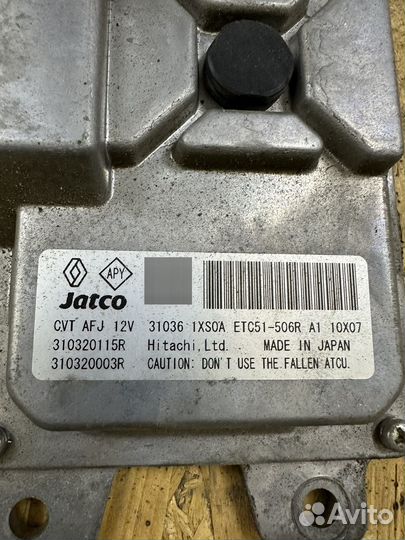 APY
Jatco
CVT AFJ 12V 31036 1XS0A ETC51-506R A1 10X07
310320115R Hitachi,Ltd. MADE IN JAPAN
310320003R CAUTION: DON'T USE THE FALLEN ATCU.
Avito